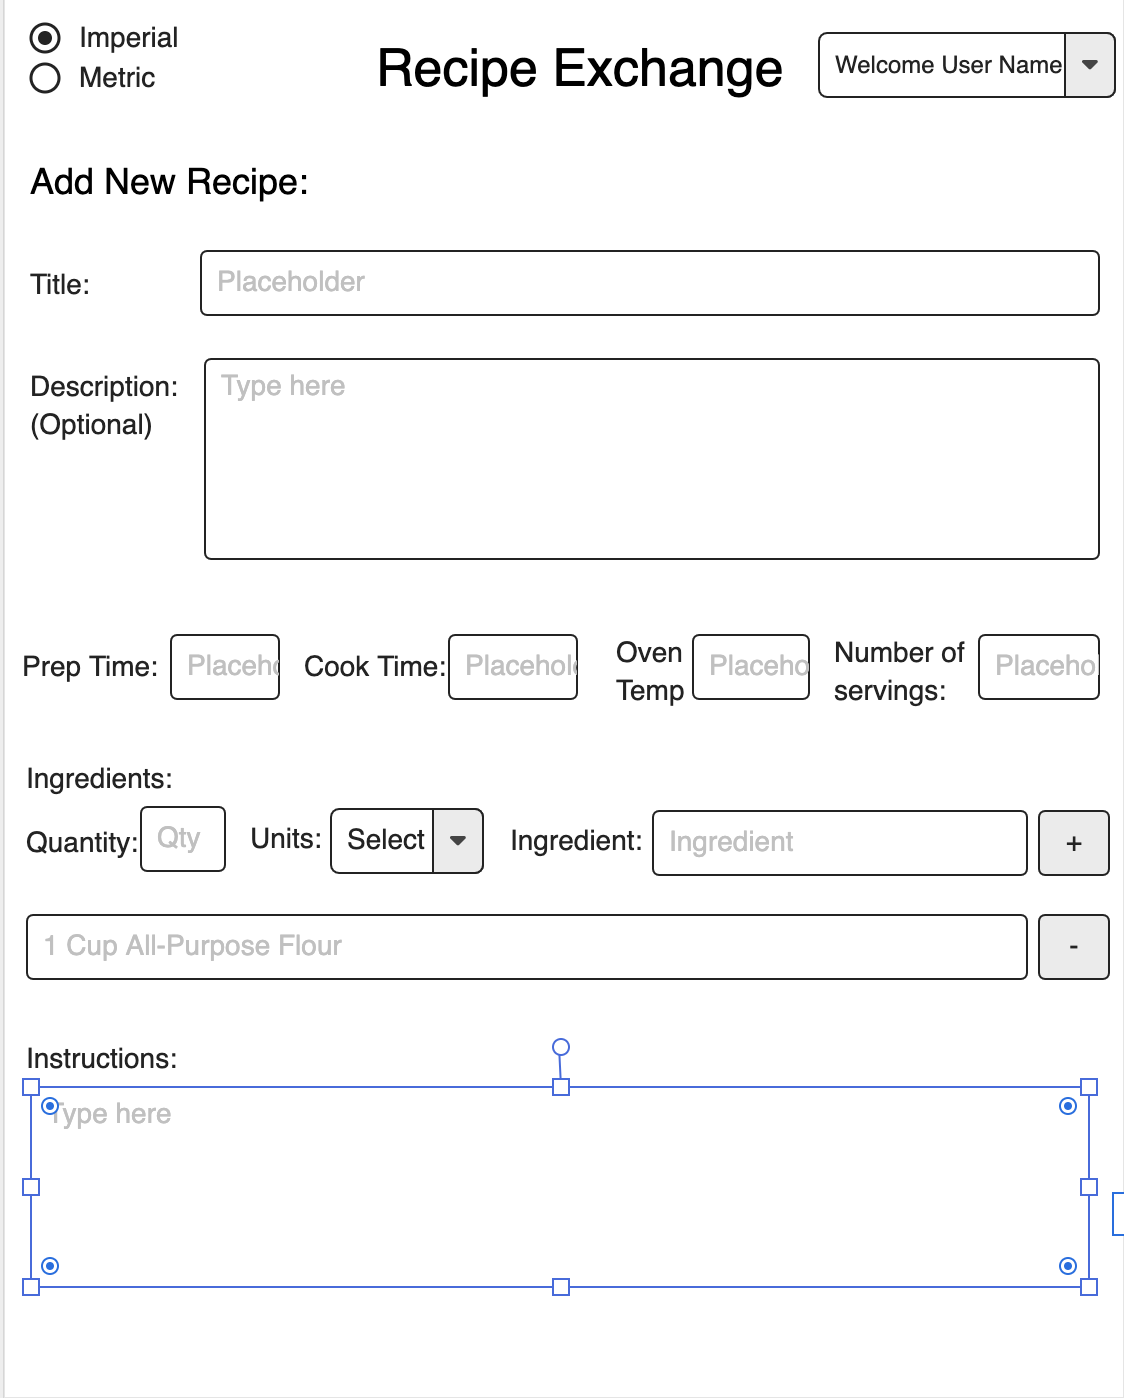 Imperial
Metric
Recipe Exchange
Welcome User Name
Add New Recipe:
Title:
Placeholder
Description:
(Optional)
Type here
Prep Time:
Placeho
Cook Time:
Placehol
Oven
Temp
Placeho
Number of
servings:
Placeho
Ingredients:
Quantity:
Qty
Units:
Select
Ingredient:
Ingredient
+
1 Cup All-Purpose Flour
-
Instructions:
Type here